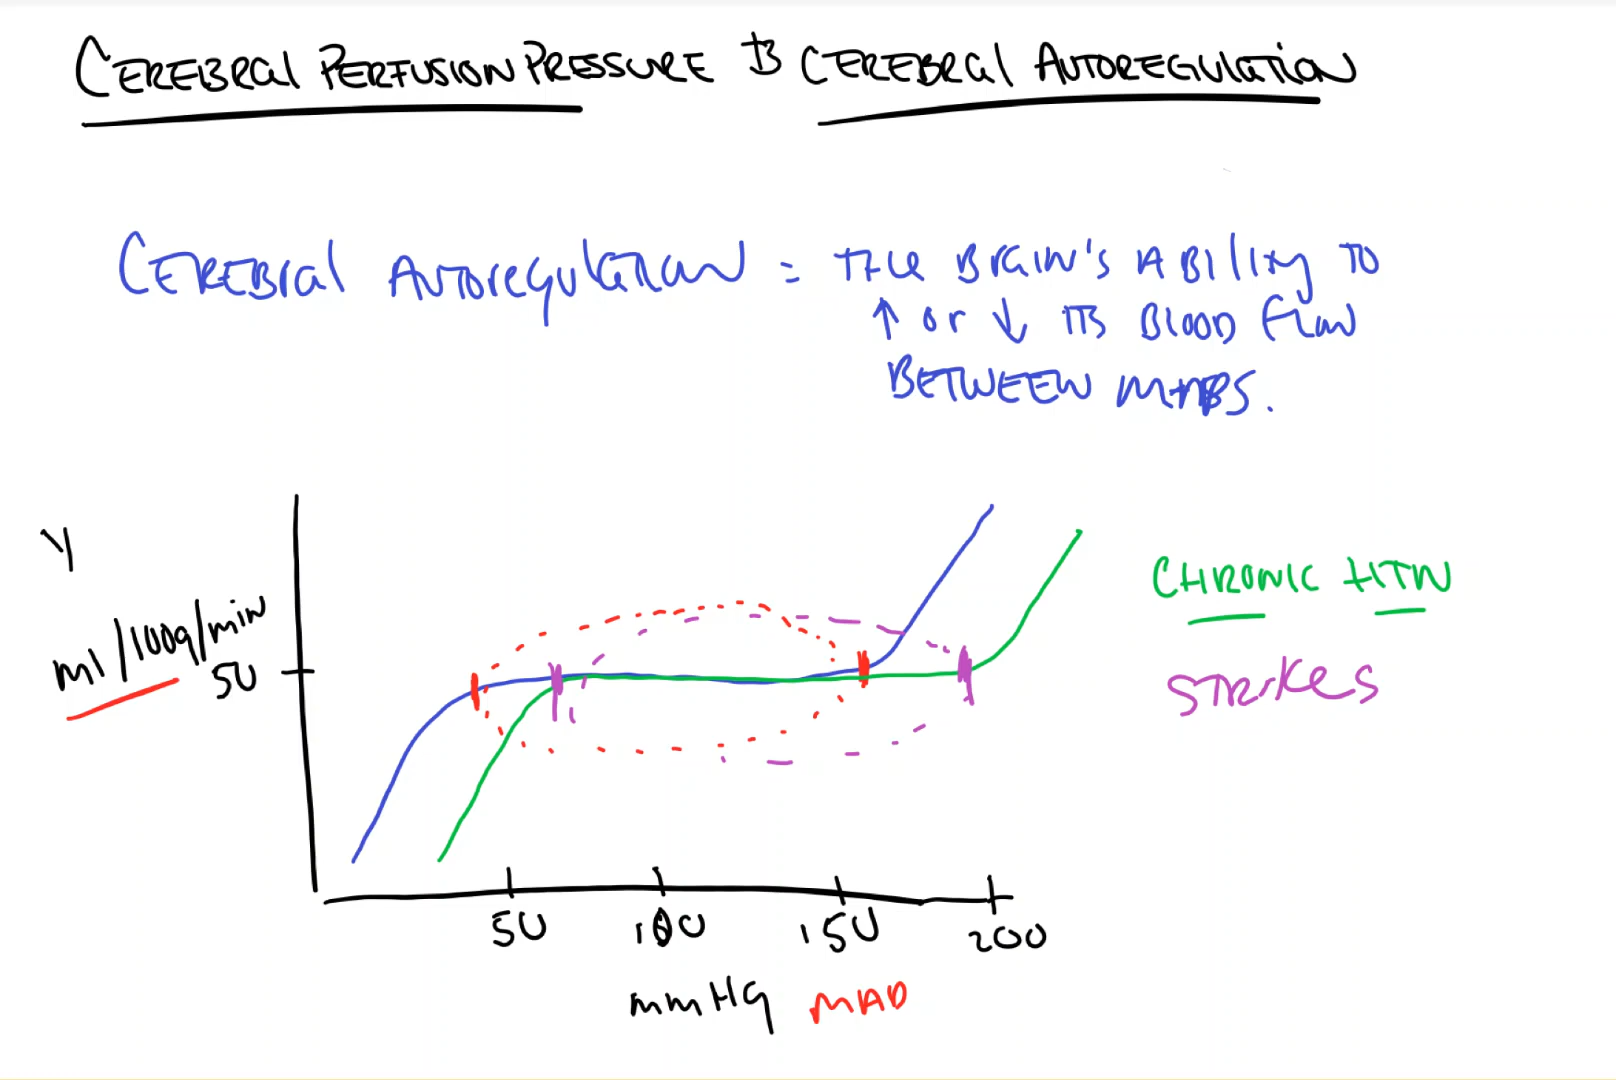 CEREBRAL PERFUSION PRESSURE & CEREBRAL AUTOREGULATION
CEREBRAL AUTOREGULATION = THE BRAIN'S ABILITY TO
↑ OR ↓ ITS BLOOD FLOW
BETWEEN MAPS.
Y
ml/100g/min
50
CHRONIC HTN
STROKES
50 100 150 200
mmHg MAP